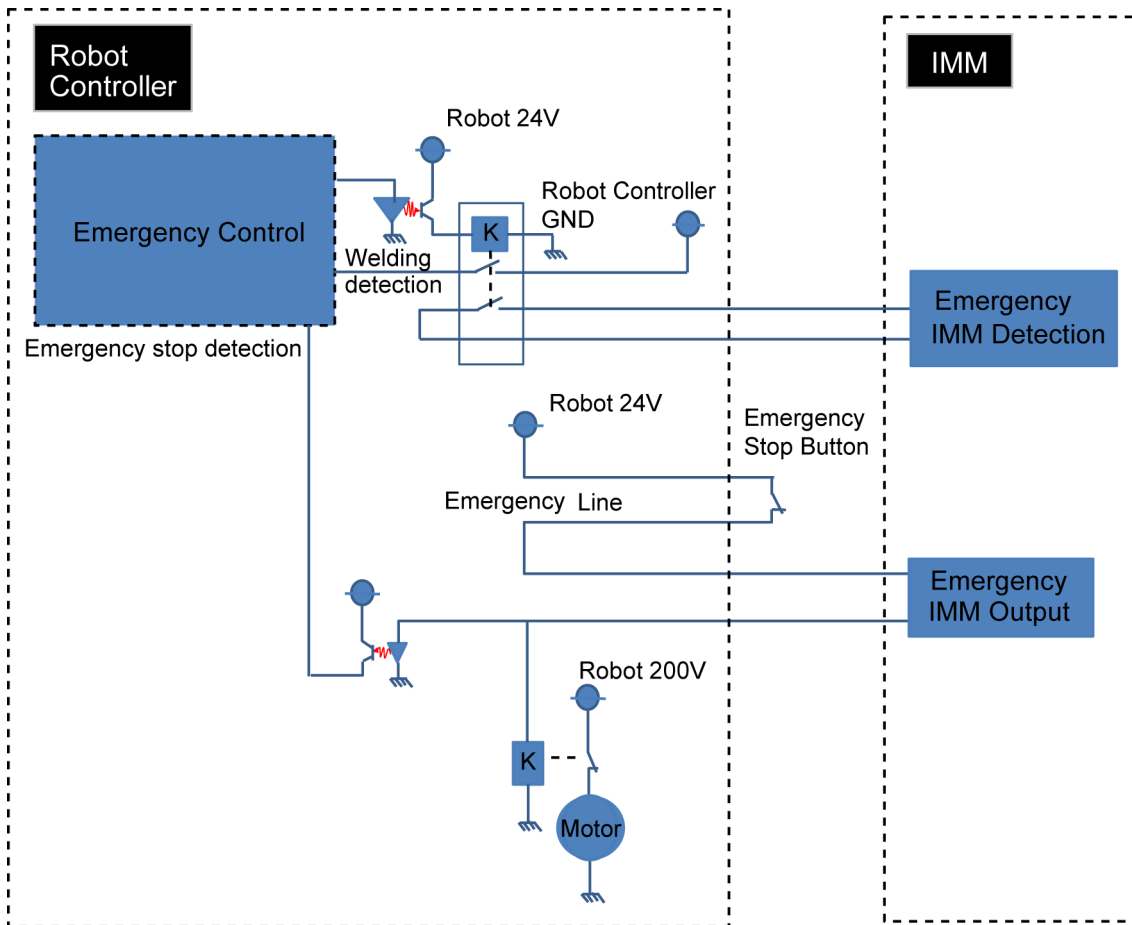 Robot
Controller
IMM
Robot 24V
Emergency Control
Robot Controller
GND
K
Welding
detection
Emergency
IMM Detection
Emergency stop detection
Robot 24V
Emergency
Stop Button
Emergency Line
Emergency
IMM Output
Robot 200V
K
Motor